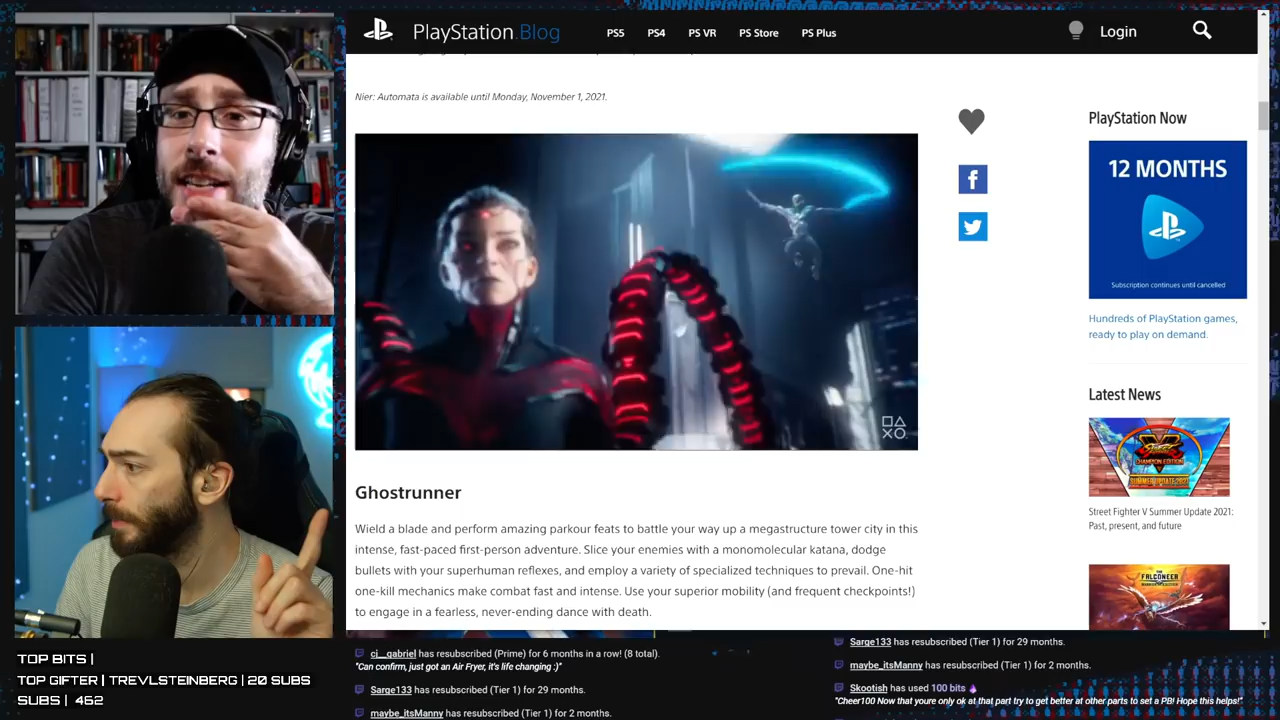 PlayStation.Blog
PS5
PS4
PS VR
PS Store
PS Plus
Login
Nier: Automata is available until Monday, November 1, 2021.
Ghostrunner
Wield a blade and perform amazing parkour feats to battle your way up a megastructure tower city in this
intense, fast-paced first-person adventure. Slice your enemies with a monomolecular katana, dodge
bullets with your superhuman reflexes, and employ a variety of specialized techniques to prevail. One-hit
one-kill mechanics make combat fast and intense. Use your superior mobility (and frequent checkpoints!)
to engage in a fearless, never-ending dance with death.
PlayStation Now
12 MONTHS
Subscription continues until cancelled
Hundreds of PlayStation games,
ready to play on demand.
Latest News
STREET FIGHTER V
CHAMPION EDITION
SUMMER UPDATE 2021
Street Fighter V Summer Update 2021:
Past, present, and future
THE
FALCONEER
TOP BITS |
TOP GIFTER | TREVLSTEINBERG | 20 SUBS
SUBS | 462
ci__gabriel has resubscribed (Prime) for 6 months in a row! (8 total).
"Can confirm, just got an Air Fryer, it's life changing :)"
Sarge133 has resubscribed (Tier 1) for 29 months.
maybe_itsManny has resubscribed (Tier 1) for 2 months.
Sarge133 has resubscribed (Tier 1) for 29 months.
maybe_itsManny has resubscribed (Tier 1) for 2 months.
Skootish has used 100 bits
"Cheer100 Now that youre only ok at that part try to get better at other parts to set a PB! Hope this helps!"